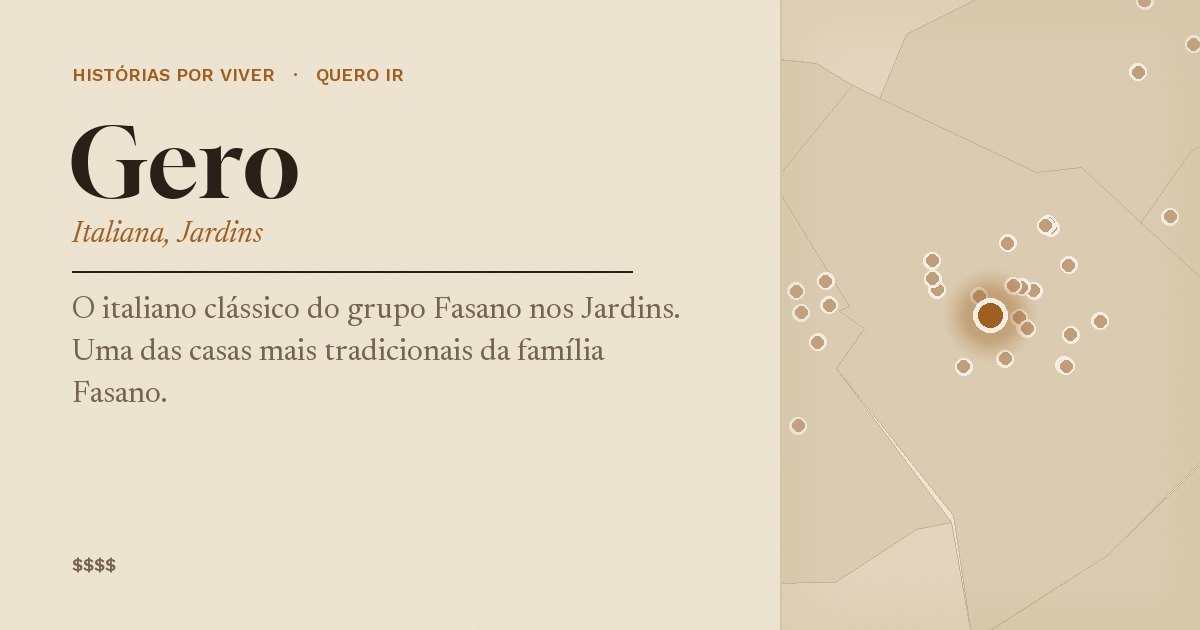 HISTÓRIAS POR VIVER · QUERO IR
Gero
Italiana, Jardins
O italiano clássico do grupo Fasano nos Jardins.
Uma das casas mais tradicionais da família
Fasano.
$$$$